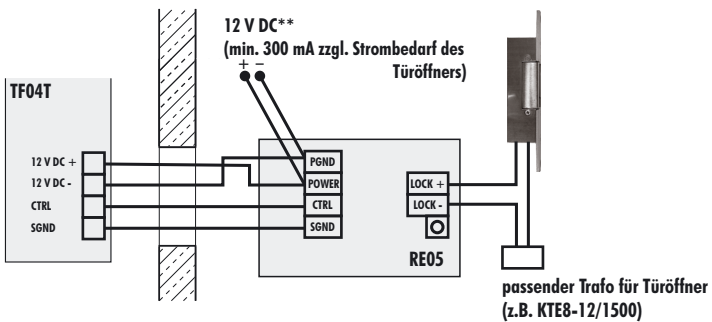 12 V DC**
(min. 300 mA zzgl. Strombedarf des
Türöffners)
+ −
TF04T
12 V DC +
12 V DC -
CTRL
SGND
PGND
POWER
CTRL
SGND
LOCK +
LOCK -
RE05
passender Trafo für Türöffner
(z.B. KTE8-12/1500)